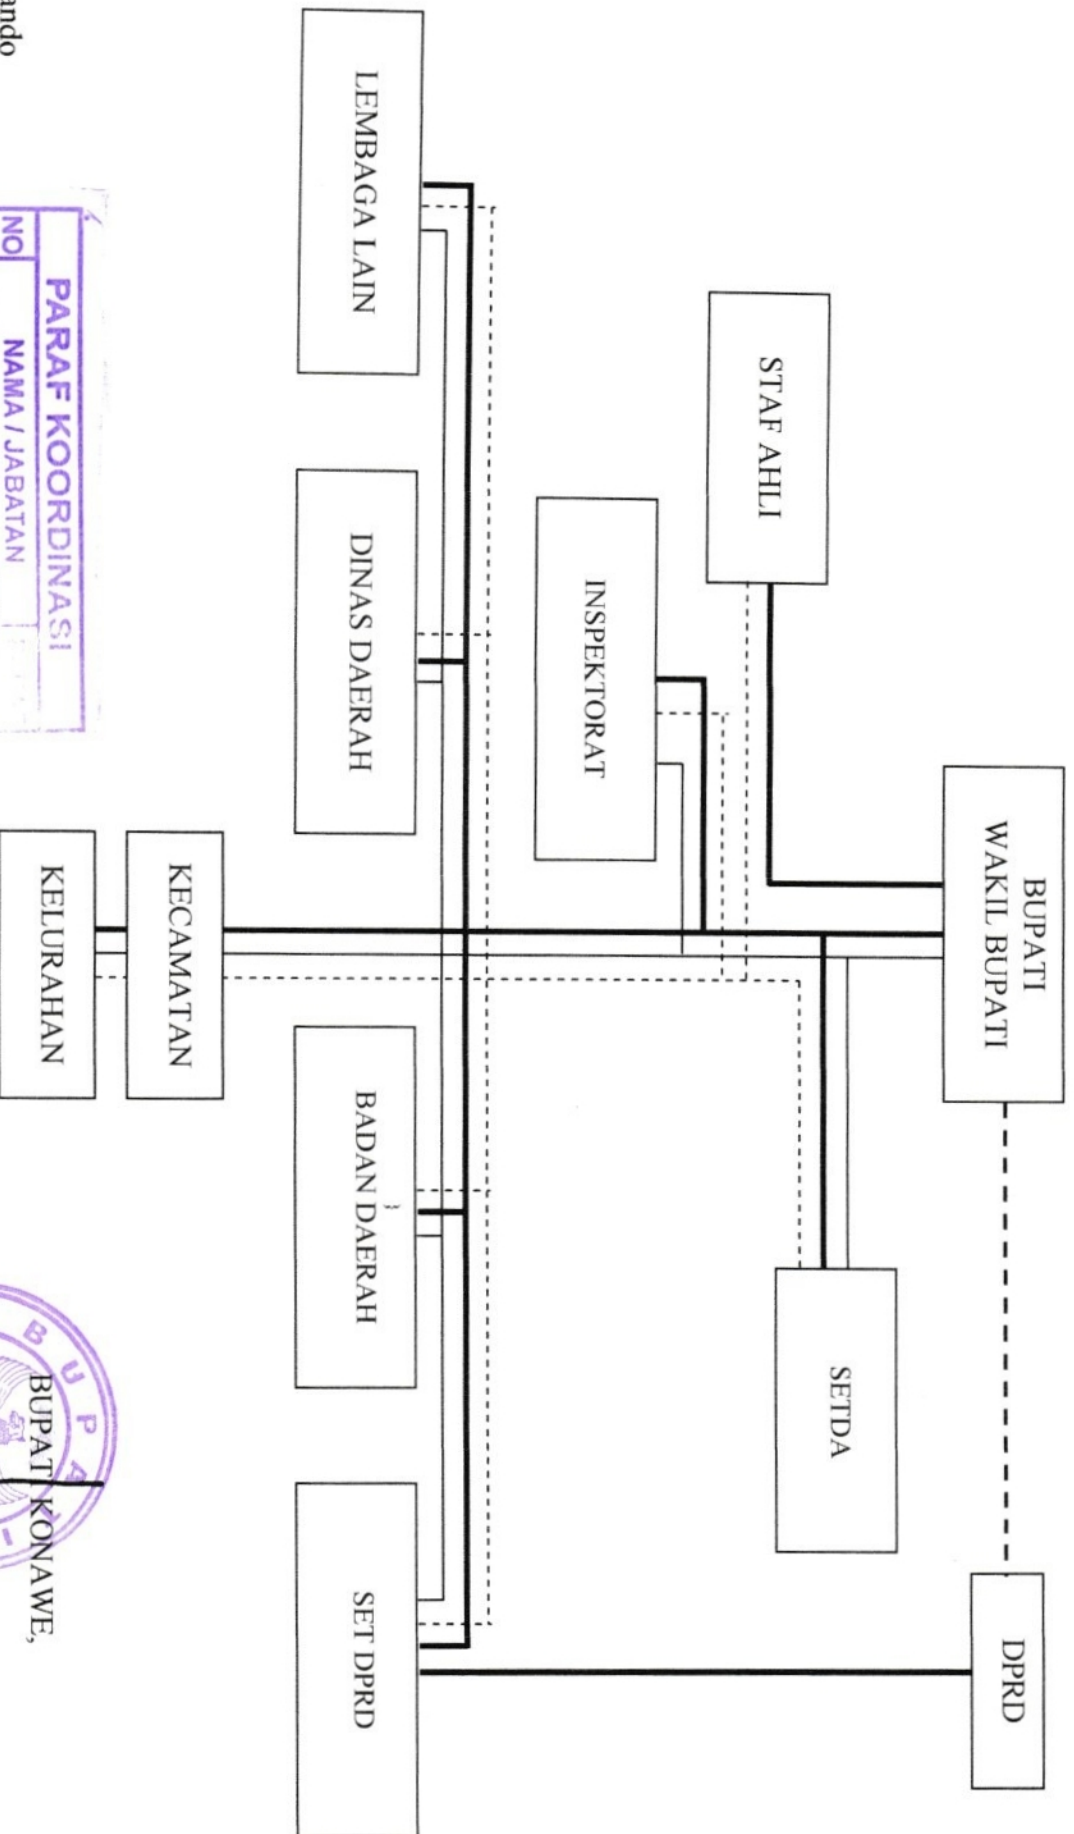 BUPATI
WAKIL BUPATI
DPRD
STAF AHLI
SETDA
INSPEKTORAT
LEMBAGA LAIN
DINAS DAERAH
BADAN DAERAH
SET DPRD
KECAMATAN
KELURAHAN
PARAF KOORDINASI
NO
NAMA / JABATAN
BUPATI KONAWE,
B U P A T I